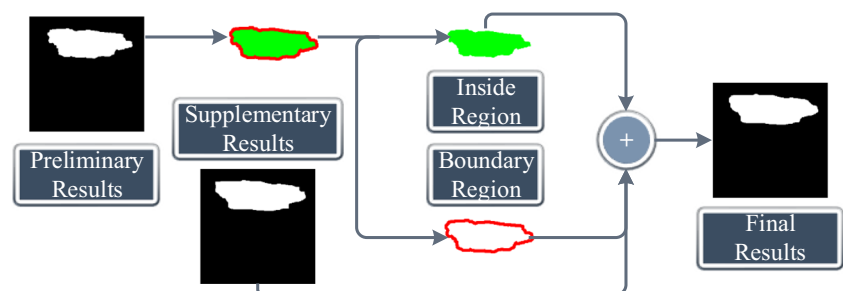 Preliminary
Results
Supplementary
Results
Inside
Region
Boundary
Region
+
Final
Results